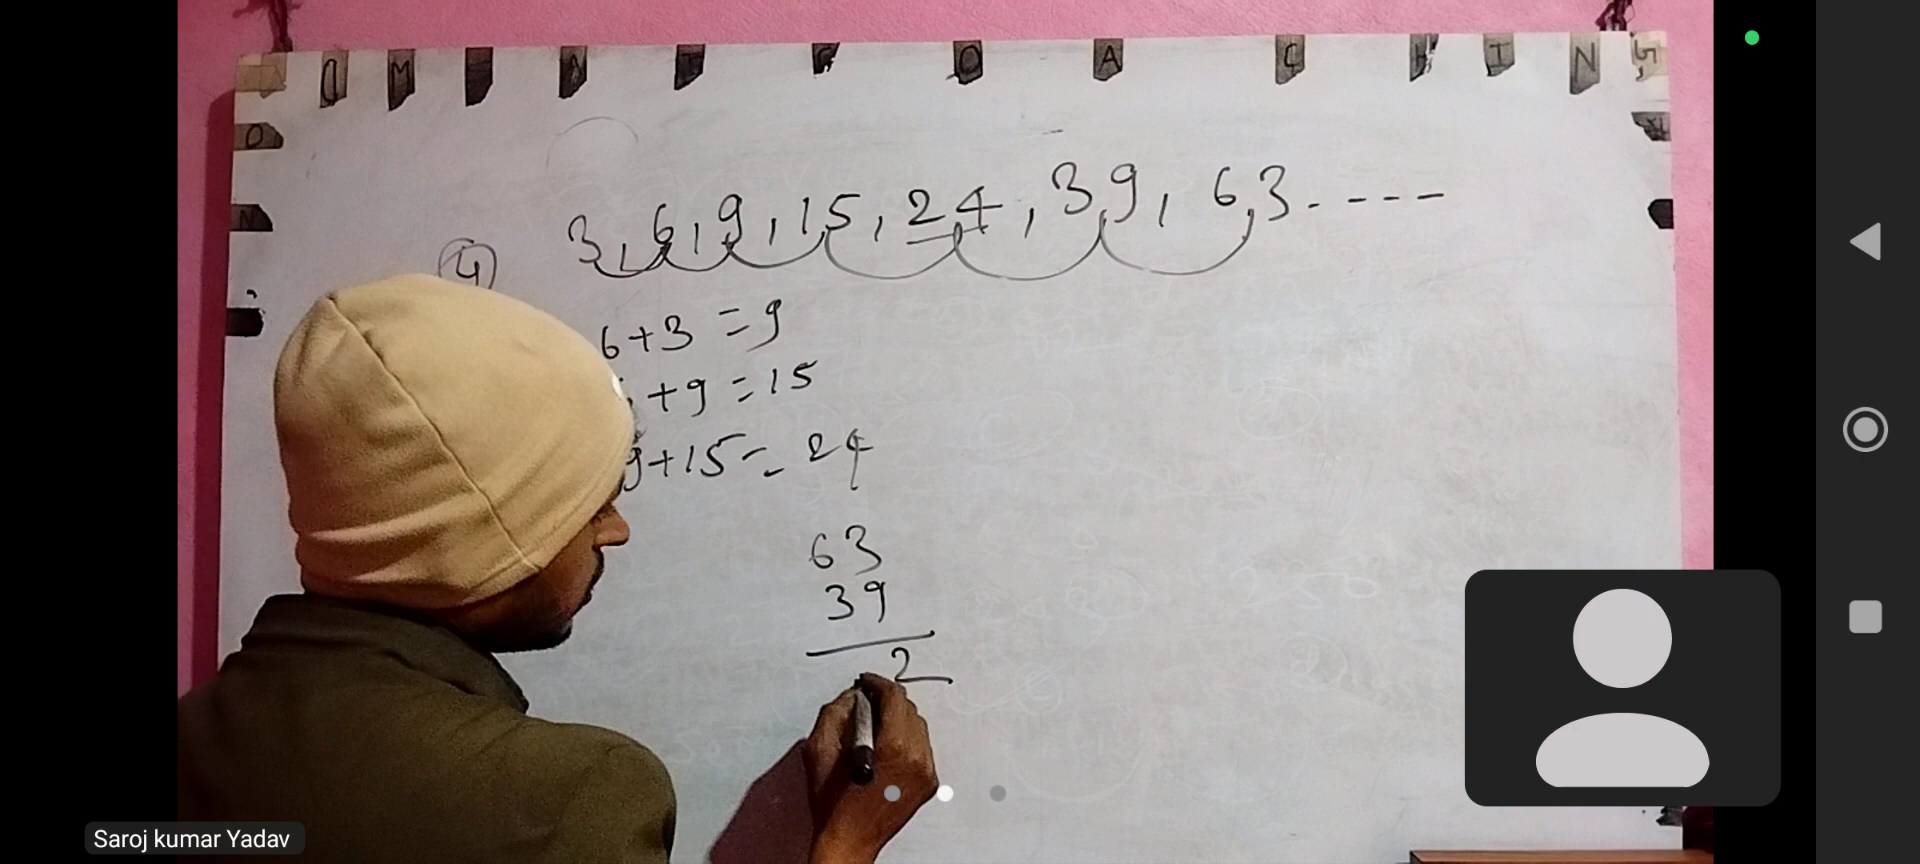 3, 6, 9, 15, 24, 39, 63 - - - -
4
6+3 = 9
+9 = 15
9+15 = 24
63
39
2
Saroj kumar Yadav